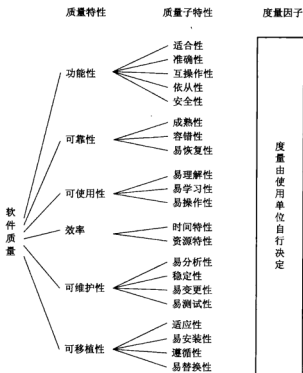 质量特性 质量子特性 度量因子
软件质量
功能性
适合性
准确性
互操作性
依从性
安全性
可靠性
成熟性
容错性
易恢复性
可使用性
易理解性
易学习性
易操作性
效率
时间特性
资源特性
可维护性
易分析性
稳定性
易变更性
易测试性
可移植性
适应性
易安装性
遵循性
易替换性
度量由使用单位自行决定